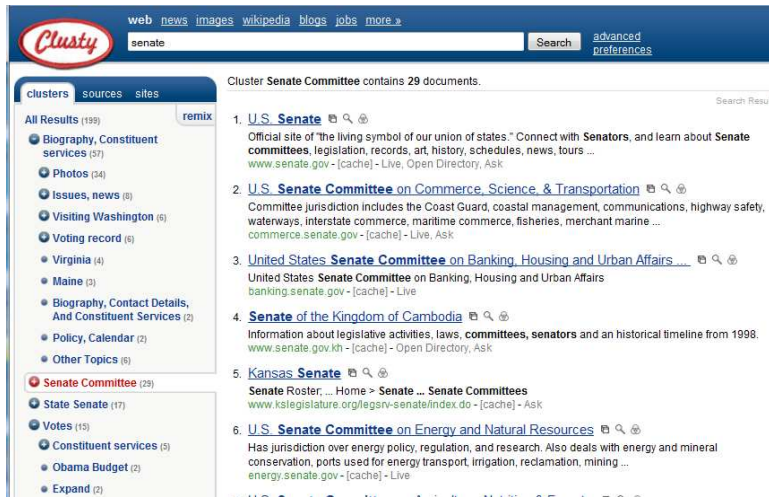 Clusty
web news images wikipedia blogs jobs more »
senate
Search
advanced
preferences
clusters sources sites
remix
All Results (199)
Biography, Constituent
services (57)
Photos (34)
Issues, news (8)
Visiting Washington (6)
Voting record (6)
Virginia (4)
Maine (3)
Biography, Contact Details,
And Constituent Services (2)
Policy, Calendar (2)
Other Topics (6)
Senate Committee (29)
State Senate (17)
Votes (15)
Constituent services (5)
Obama Budget (2)
Expand (2)
Cluster Senate Committee contains 29 documents.
Search Resu
1. U.S. Senate
Official site of "the living symbol of our union of states." Connect with Senators, and learn about Senate
committees, legislation, records, art, history, schedules, news, tours ...
www.senate.gov - [cache] - Live, Open Directory, Ask
2. U.S. Senate Committee on Commerce, Science, & Transportation
Committee jurisdiction includes the Coast Guard, coastal management, communications, highway safety,
waterways, interstate commerce, maritime commerce, fisheries, merchant marine ...
commerce.senate.gov - [cache] - Live, Ask
3. United States Senate Committee on Banking, Housing and Urban Affairs ...
United States Senate Committee on Banking, Housing and Urban Affairs
banking.senate.gov - [cache] - Live
4. Senate of the Kingdom of Cambodia
Information about legislative activities, laws, committees, senators and an historical timeline from 1998.
www.senate.gov.kh - [cache] - Open Directory, Ask
5. Kansas Senate
Senate Roster; ... Home > Senate ... Senate Committees
www.kslegislature.org/legsrv-senate/index.do - [cache] - Ask
6. U.S. Senate Committee on Energy and Natural Resources
Has jurisdiction over energy policy, regulation, and research. Also deals with energy and mineral
conservation, ports used for energy transport, irrigation, reclamation, mining ...
energy.senate.gov - [cache] - Live